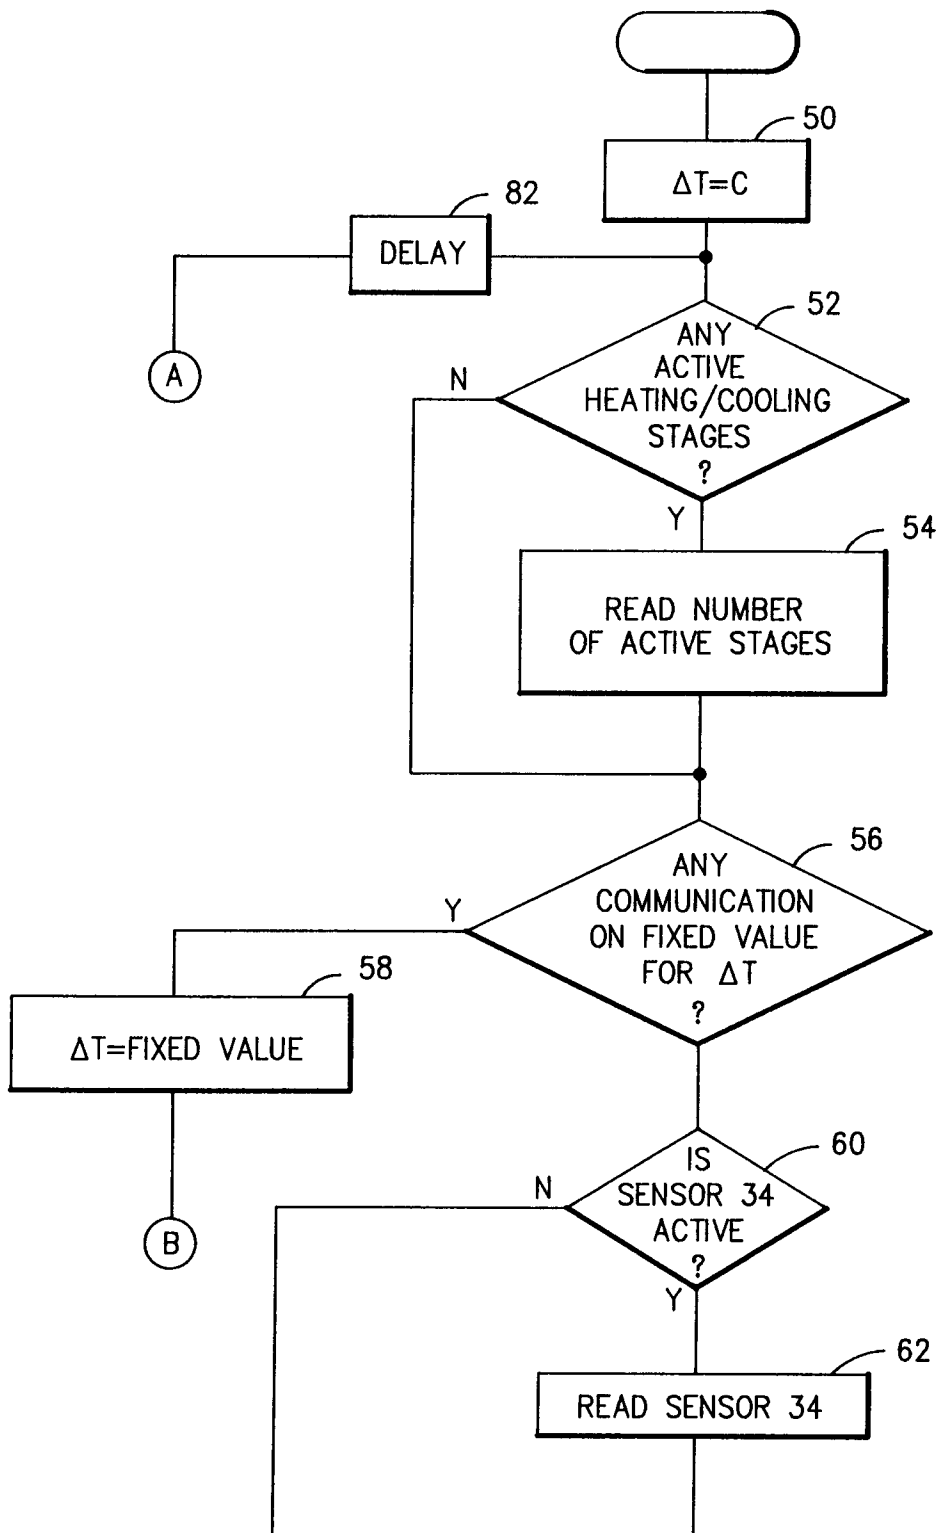 50
ΔT=C
82
DELAY
A
52
ANY
ACTIVE
HEATING/COOLING
STAGES
?
N
Y
54
READ NUMBER
OF ACTIVE STAGES
56
ANY
COMMUNICATION
ON FIXED VALUE
FOR ΔT
?
Y
58
ΔT=FIXED VALUE
B
60
IS
SENSOR 34
ACTIVE
?
N
Y
62
READ SENSOR 34